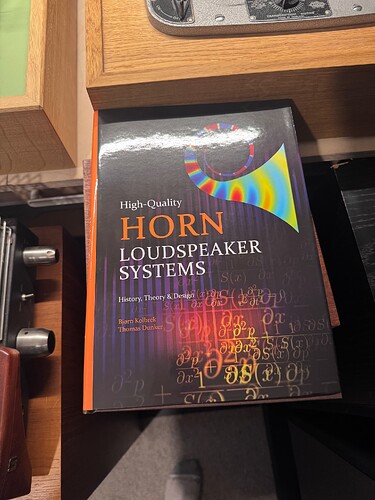 High-Quality
HORN
LOUDSPEAKER
SYSTEMS
History, Theory & Design
Bjørn Kolbrek
Thomas Dunker